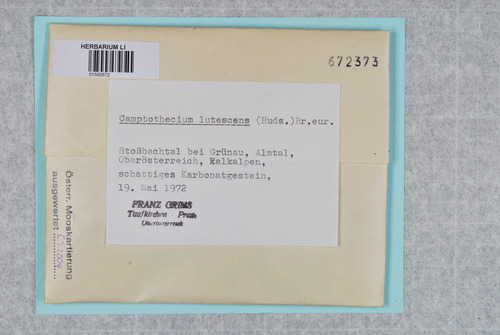 HERBARIUM LI
01592672
672373
Camptothecium lutescens (Huds.)Br.eur.
Stoßbachtal bei Grünau, Almtal,
Oberösterreich, Kalkalpen,
schattiges Karbonatgestein,
19. Mai 1972
FRANZ GRIMS
Taufkirchen - Pram
Oberösterreich
Österr. Mooskartierung
ausgewertet